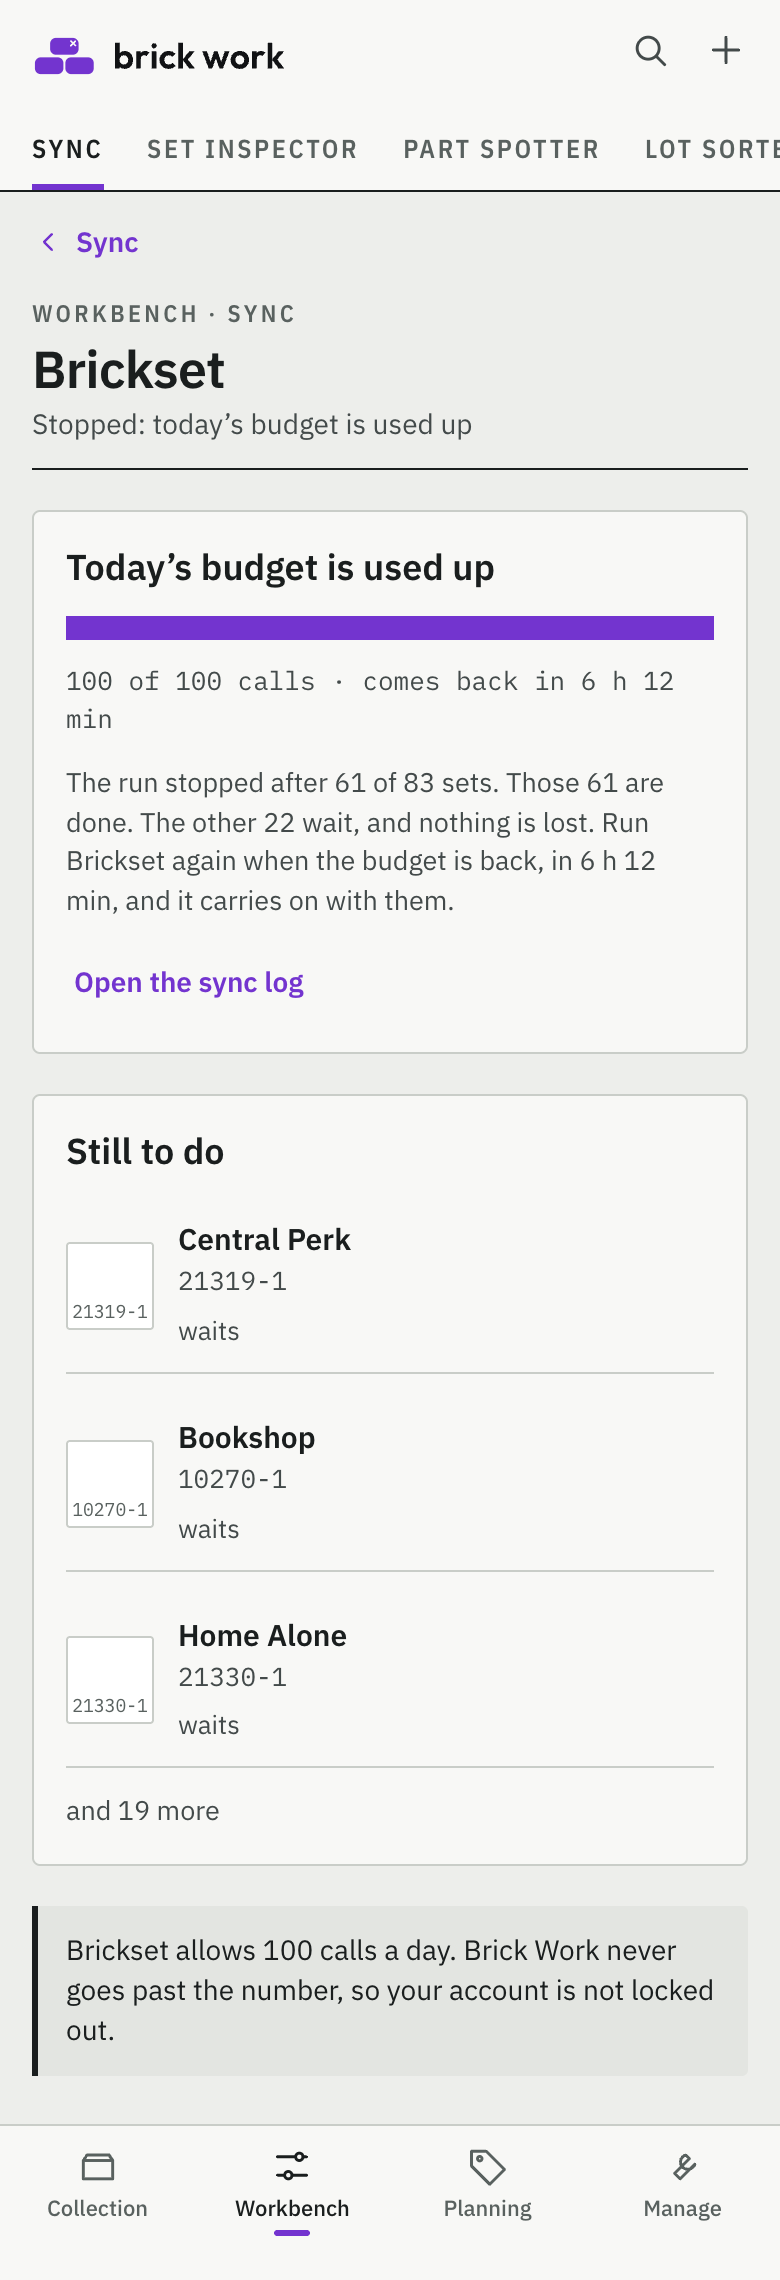 brick work
SYNC SET INSPECTOR PART SPOTTER LOT SORTE
Sync
WORKBENCH · SYNC
Brickset
Stopped: today’s budget is used up
Today’s budget is used up
100 of 100 calls · comes back in 6 h 12
min
The run stopped after 61 of 83 sets. Those 61 are
done. The other 22 wait, and nothing is lost. Run
Brickset again when the budget is back, in 6 h 12
min, and it carries on with them.
Open the sync log
Still to do
21319-1
Central Perk
21319-1
waits
10270-1
Bookshop
10270-1
waits
21330-1
Home Alone
21330-1
waits
and 19 more
Brickset allows 100 calls a day. Brick Work never
goes past the number, so your account is not locked
out.
Collection Workbench Planning Manage